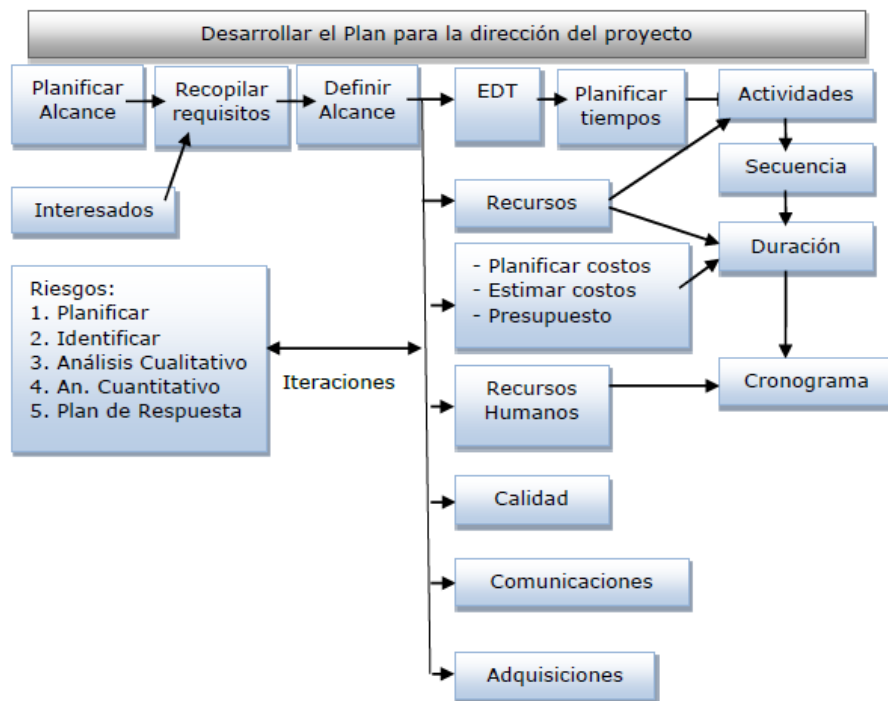 Desarrollar el Plan para la dirección del proyecto
Planificar
Alcance
Recopilar
requisitos
Definir
Alcance
EDT
Planificar
tiempos
Actividades
Secuencia
Interesados
Recursos
Duración
- Planificar costos
- Estimar costos
- Presupuesto
Riesgos:
1. Planificar
2. Identificar
3. Análisis Cualitativo
4. An. Cuantitativo
5. Plan de Respuesta
Iteraciones
Recursos
Humanos
Cronograma
Calidad
Comunicaciones
Adquisiciones